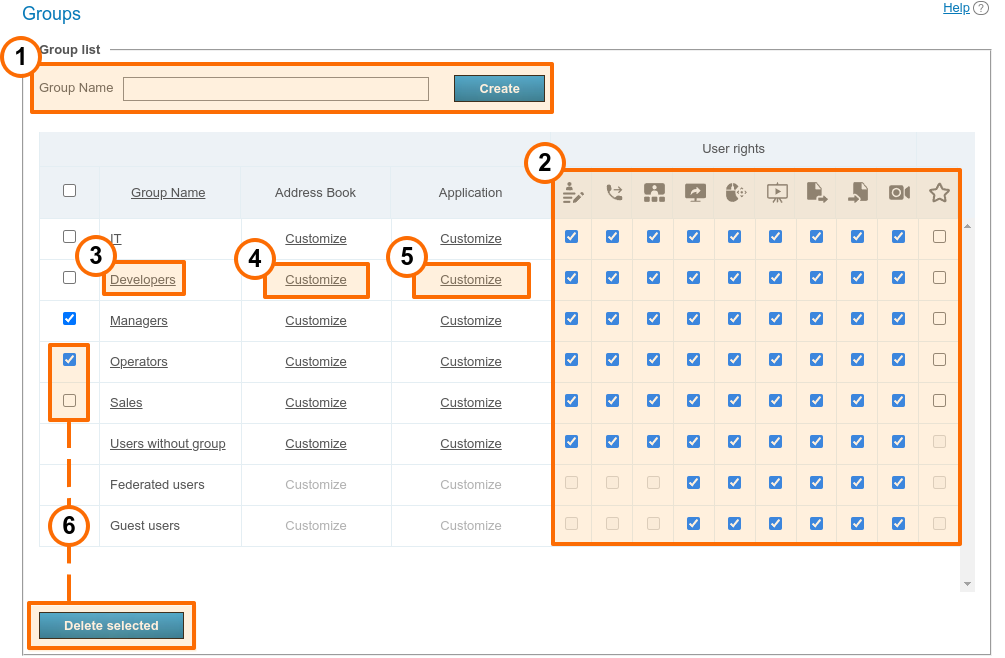 Groups
Help ?
Group list
1
Group Name
Create
User rights
2
Group Name Address Book Application
IT Customize Customize
3 4 5
Developers Customize Customize
Managers Customize Customize
Operators Customize Customize
Sales Customize Customize
Users without group Customize Customize
Federated users Customize Customize
Guest users Customize Customize
6
Delete selected